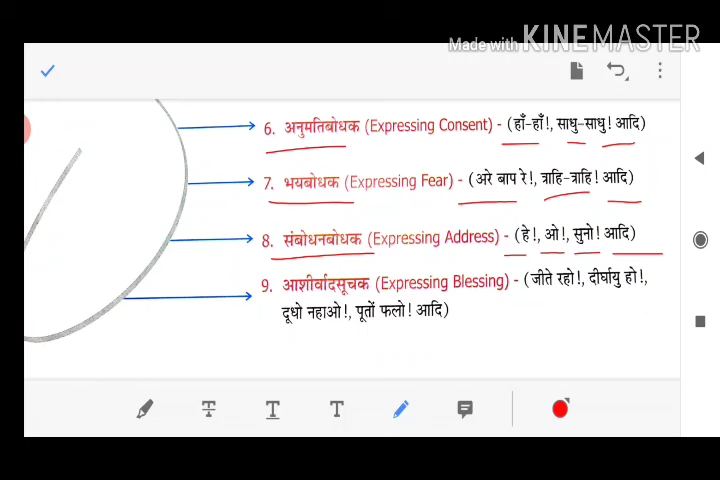 Made with KINEMASTER
6. अनुमतिबोधक (Expressing Consent) - (हाँ-हाँ!, साधु-साधु! आदि)
7. भयबोधक (Expressing Fear) - (अरे बाप रे!, त्राहि-त्राहि! आदि)
8. संबोधनबोधक (Expressing Address) - (हे!, ओ!, सुनो! आदि)
9. आशीर्वादसूचक (Expressing Blessing) - (जीते रहो!, दीर्घायु हो!,
दूधो नहाओ!, पूतों फलो! आदि)